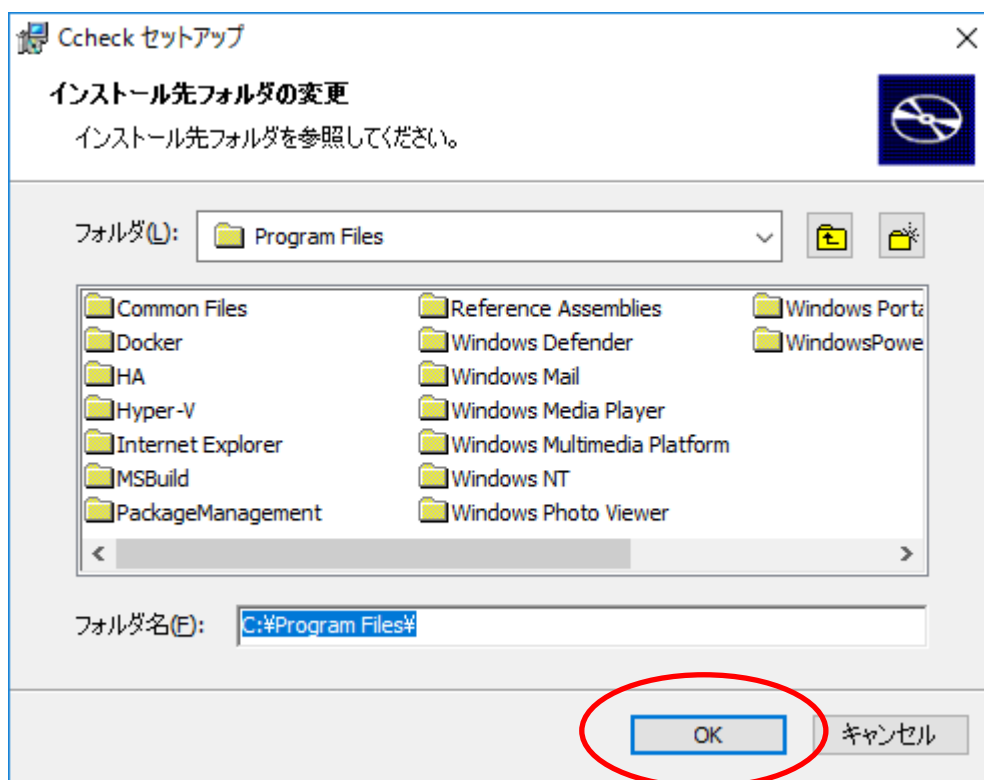 Ccheck セットアップ
インストール先フォルダの変更
インストール先フォルダを参照してください。
フォルダ(L): Program Files
Common Files
Docker
HA
Hyper-V
Internet Explorer
MSBuild
PackageManagement
Reference Assemblies
Windows Defender
Windows Mail
Windows Media Player
Windows Multimedia Platform
Windows NT
Windows Photo Viewer
Windows Porta
WindowsPowe
フォルダ名(F): C:¥Program Files¥
OK キャンセル